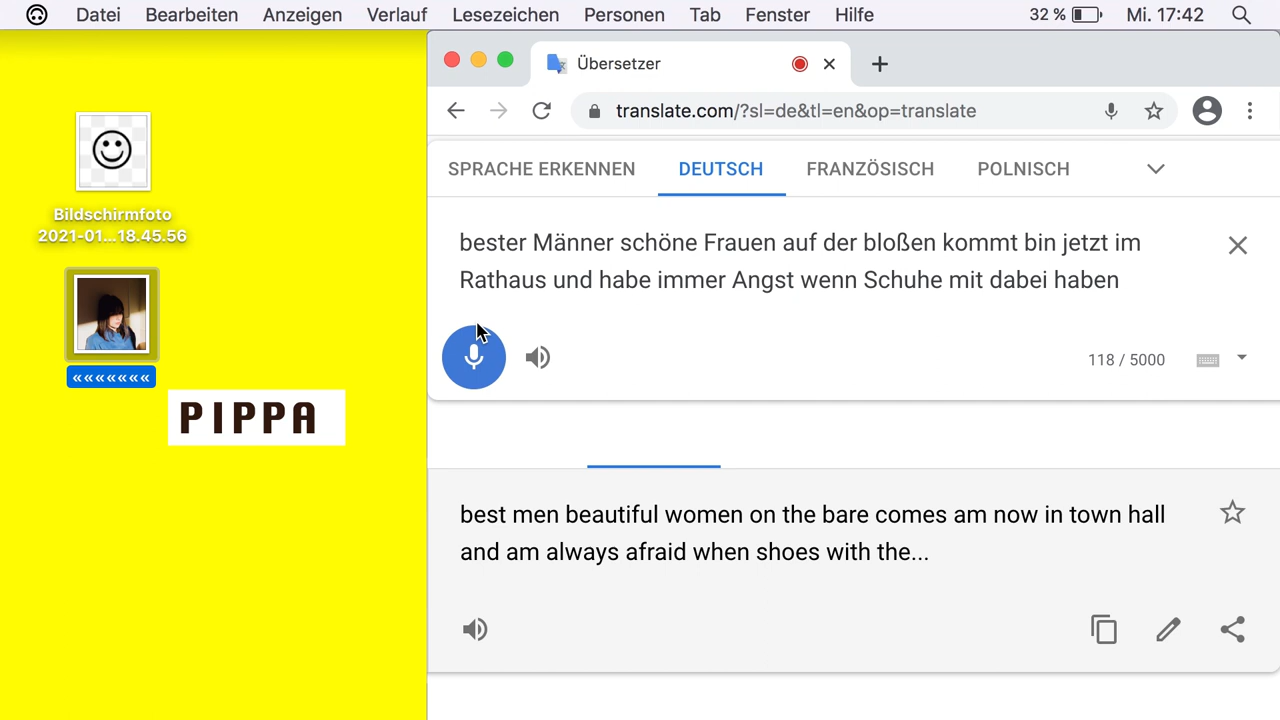 Datei Bearbeiten Anzeigen Verlauf Lesezeichen Personen Tab Fenster Hilfe 32 % Mi. 17:42
Übersetzer
translate.com/?sl=de&tl=en&op=translate
SPRACHE ERKENNEN DEUTSCH FRANZÖSISCH POLNISCH
bester Männer schöne Frauen auf der bloßen kommt bin jetzt im
Rathaus und habe immer Angst wenn Schuhe mit dabei haben
118 / 5000
best men beautiful women on the bare comes am now in town hall
and am always afraid when shoes with the...
Bildschirmfoto
2021-01...18.45.56
«««««««
PIPPA